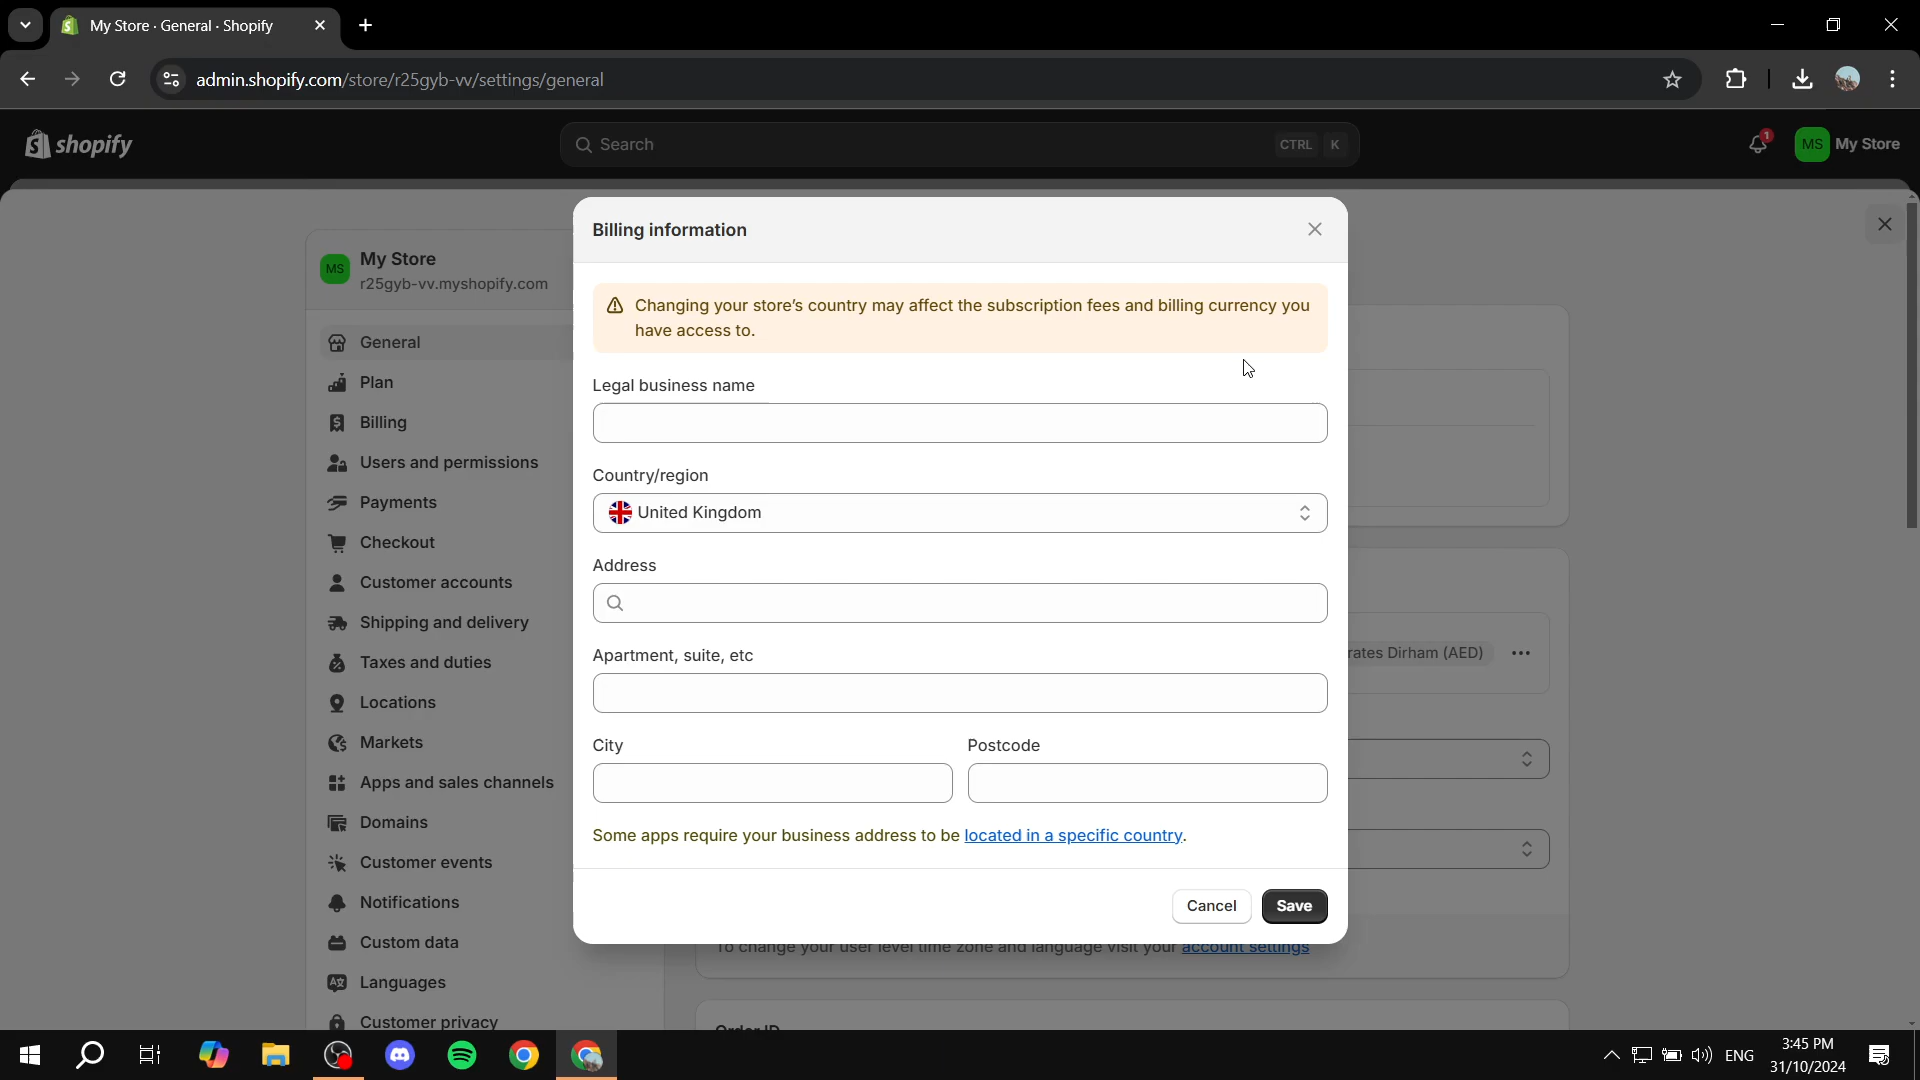 My Store · General · Shopify
admin.shopify.com/store/r25gyb-vv/settings/general
shopify
Search
CTRL K
1
MS
My Store
Billing information
MS
My Store
r25gyb-vv.myshopify.com
Changing your store's country may affect the subscription fees and billing currency you
have access to.
General
Plan
Billing
Users and permissions
Payments
Checkout
Customer accounts
Shipping and delivery
Taxes and duties
Locations
Markets
Apps and sales channels
Domains
Customer events
Notifications
Custom data
Languages
Customer privacy
Legal business name
Country/region
United Kingdom
Address
Apartment, suite, etc
City
Postcode
Some apps require your business address to be located in a specific country.
Cancel
Save
Dirham (AED)
To change your user level time zone and language visit your account settings
Order ID
ENG
3:45 PM
31/10/2024